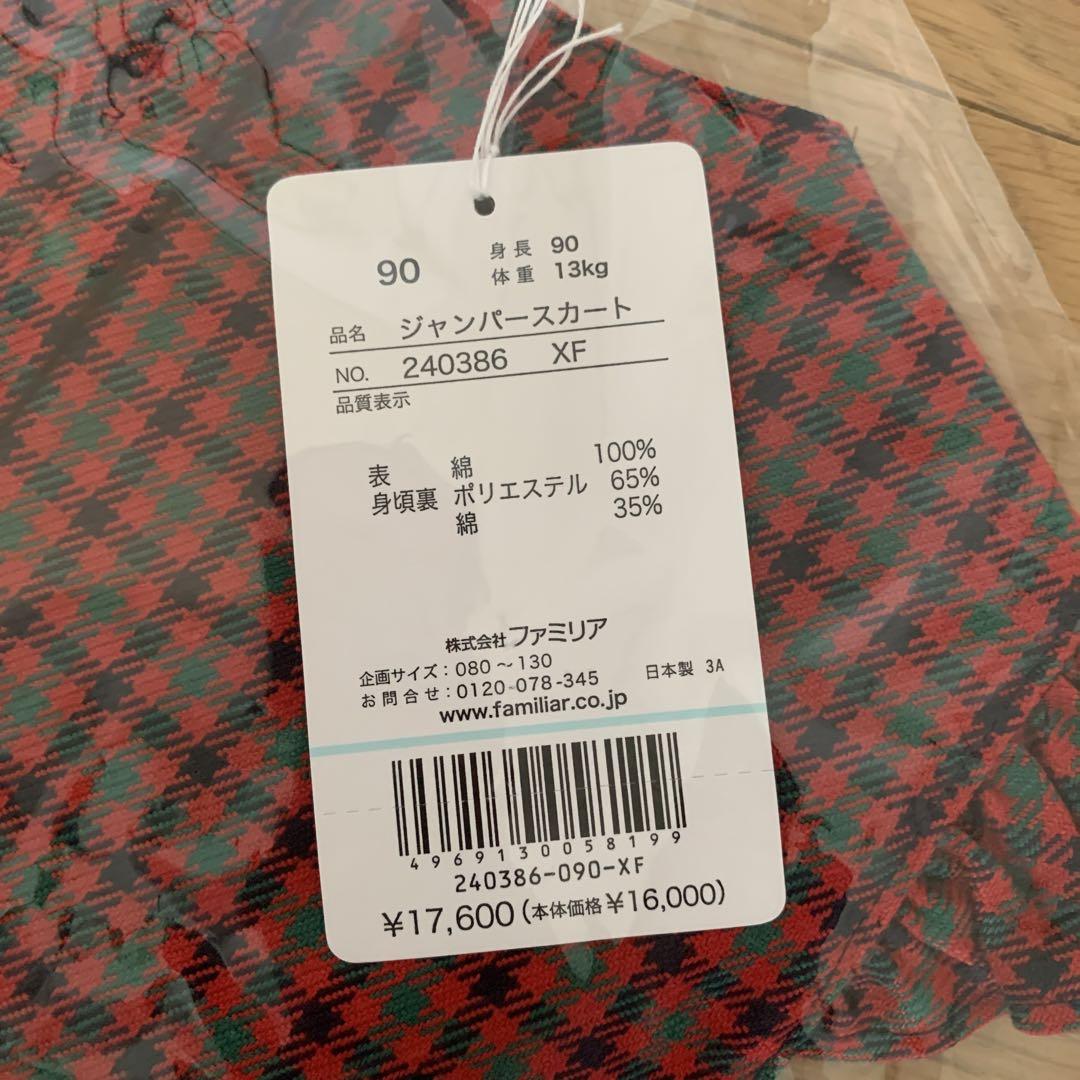 90
身長 90
体重 13kg
品名 ジャンパースカート
NO. 240386 XF
品質表示
表 綿 100%
身頃裏 ポリエステル 65%
綿 35%
株式会社ファミリア
企画サイズ：080～130
お問合せ：0120-078-345 日本製 3A
www.familiar.co.jp
4969130058199
240386-090-XF
¥17,600(本体価格¥16,000)